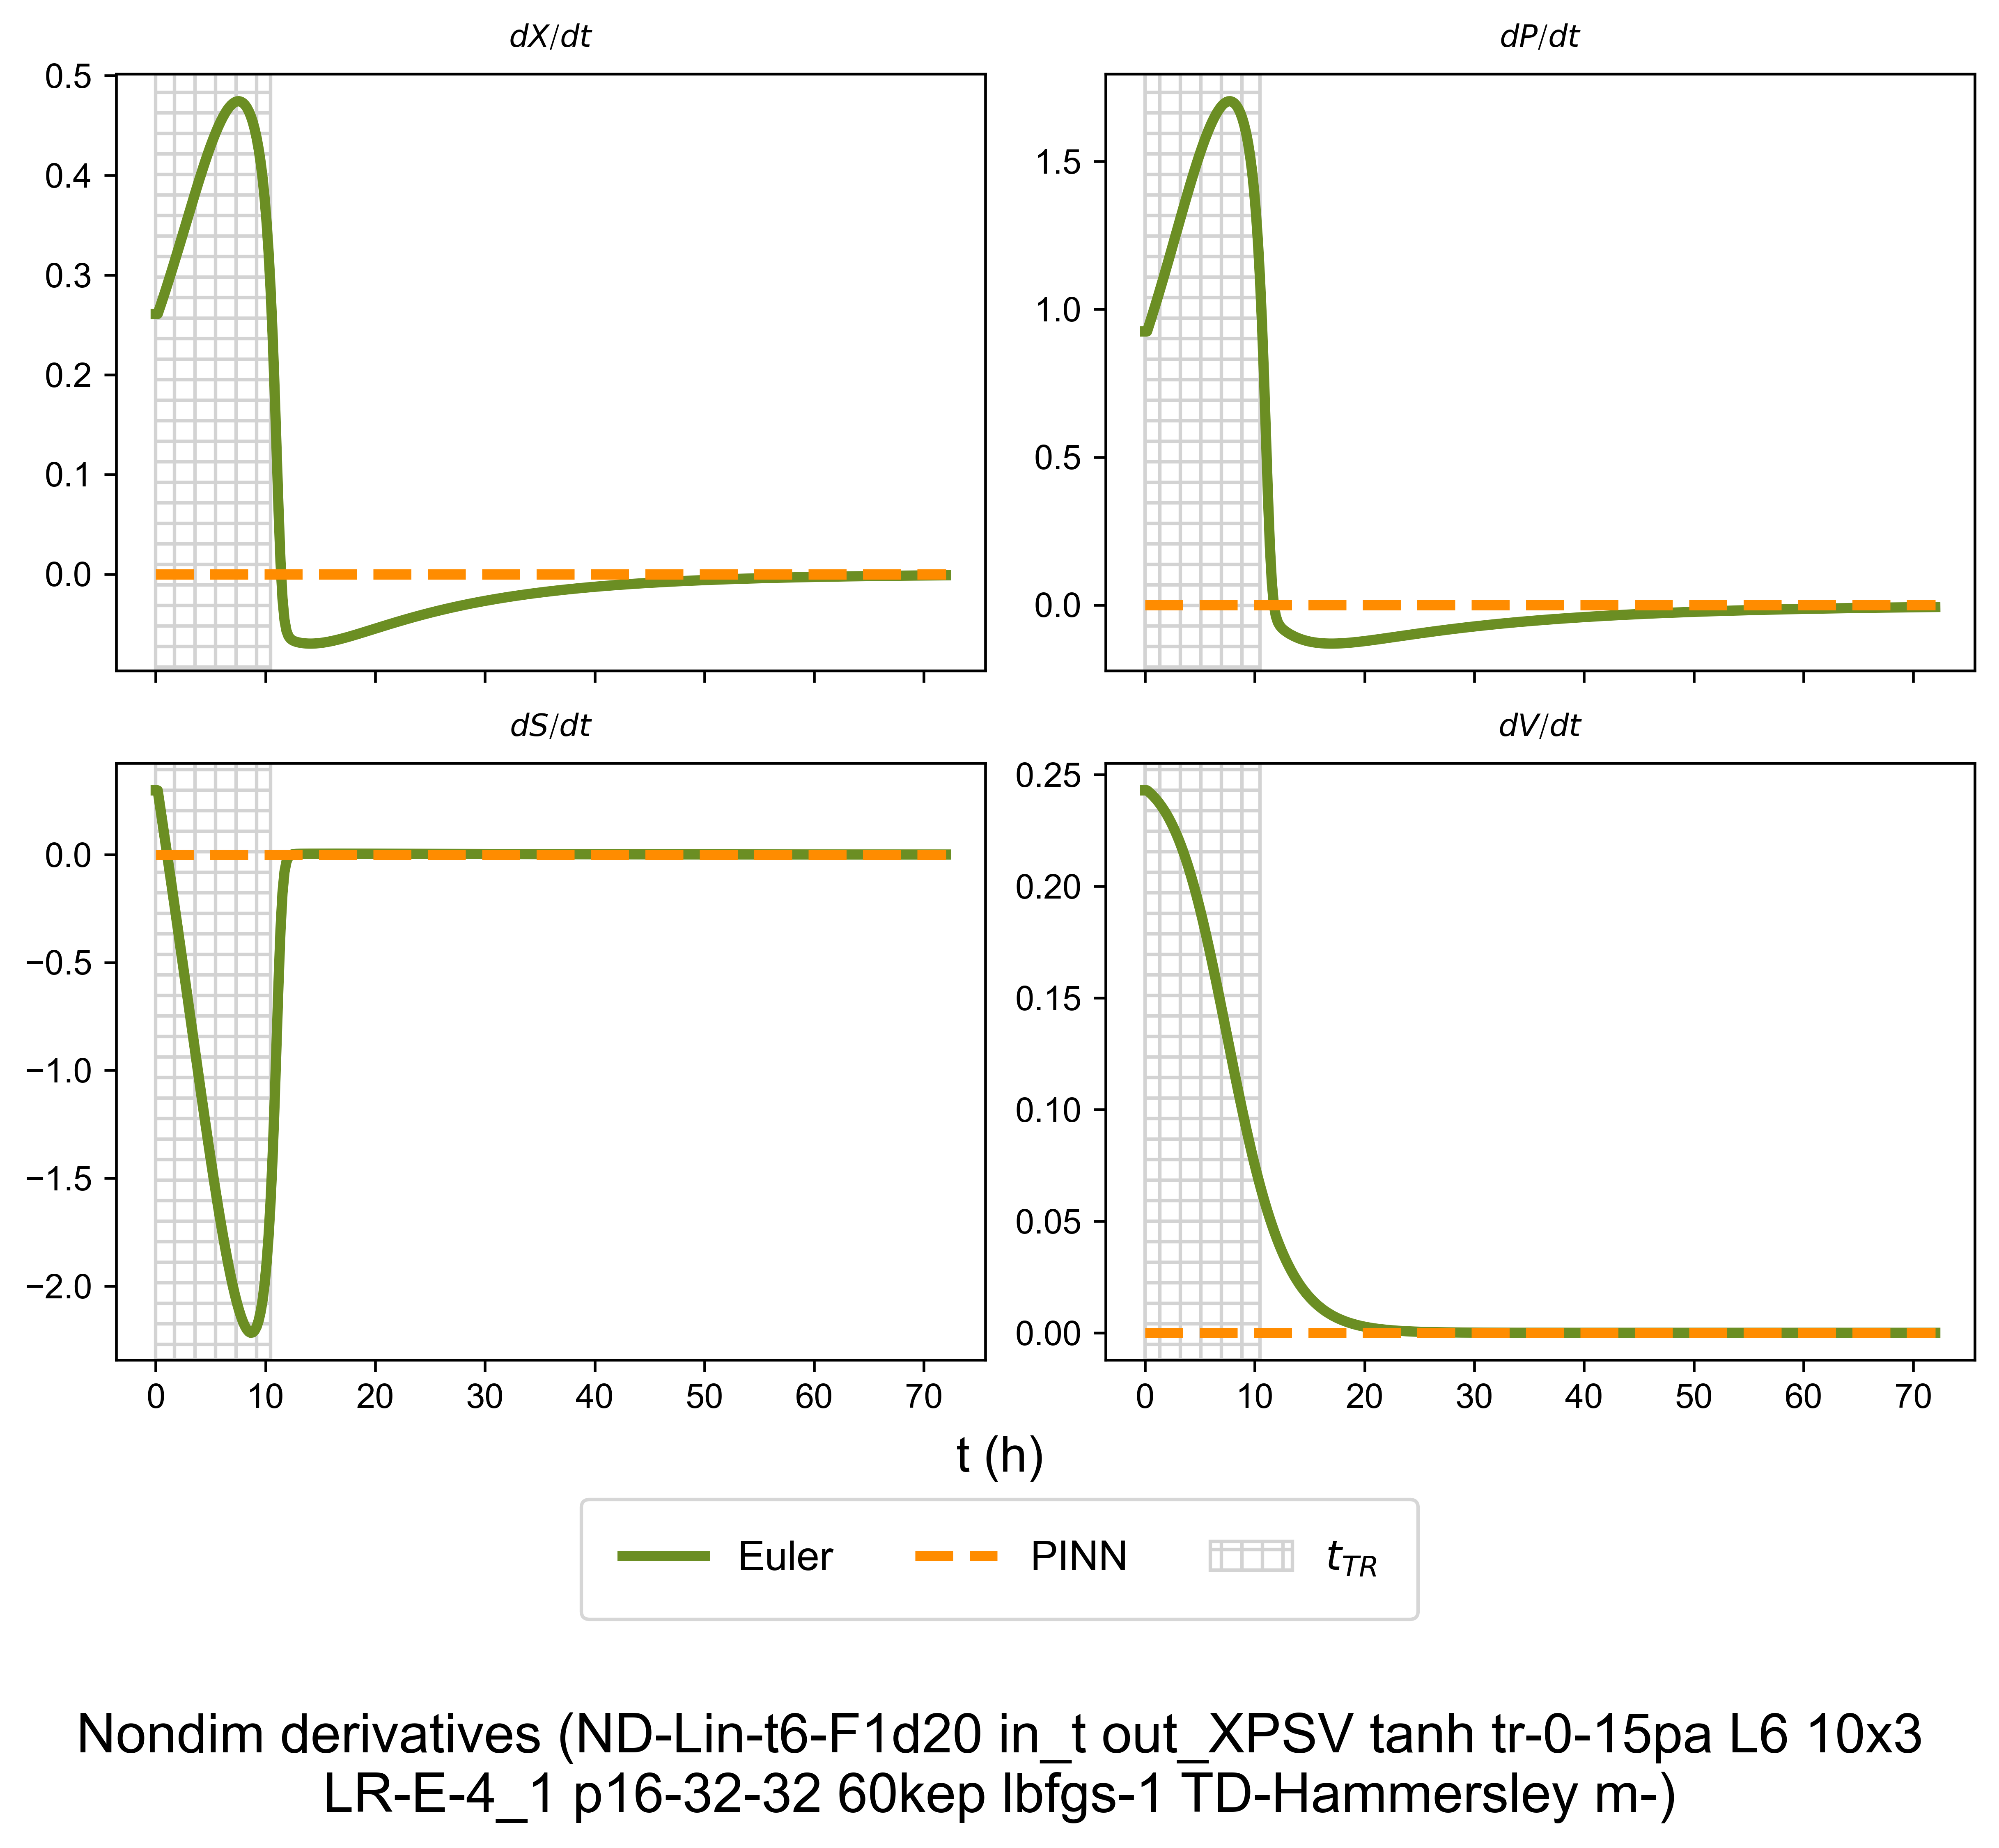 dX/dt
dP/dt
0.5
0.4
0.3
0.2
0.1
0.0
1.5
1.0
0.5
0.0
dS/dt
dV/dt
0.0
−0.5
−1.0
−1.5
−2.0
0 10 20 30 40 50 60 70
0.25
0.20
0.15
0.10
0.05
0.00
0 10 20 30 40 50 60 70
t (h)
Euler PINN t_TR
Nondim derivatives (ND-Lin-t6-F1d20 in_t out_XPSV tanh tr-0-15pa L6 10x3
LR-E-4_1 p16-32-32 60kep lbfgs-1 TD-Hammersley m-)